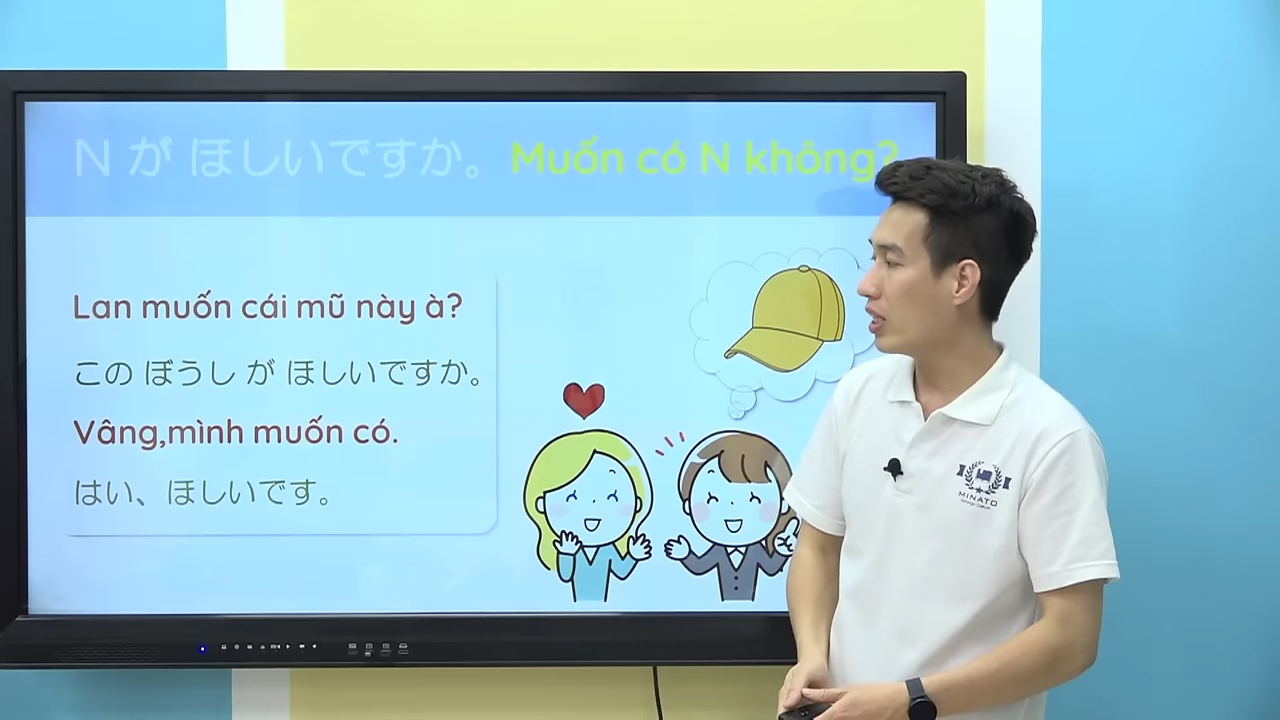 N が ほしいですか。 Muốn có N không?
Lan muốn cái mũ này à?
この ぼうし が ほしいですか。
Vâng,mình muốn có.
はい、ほしいです。
MINATO